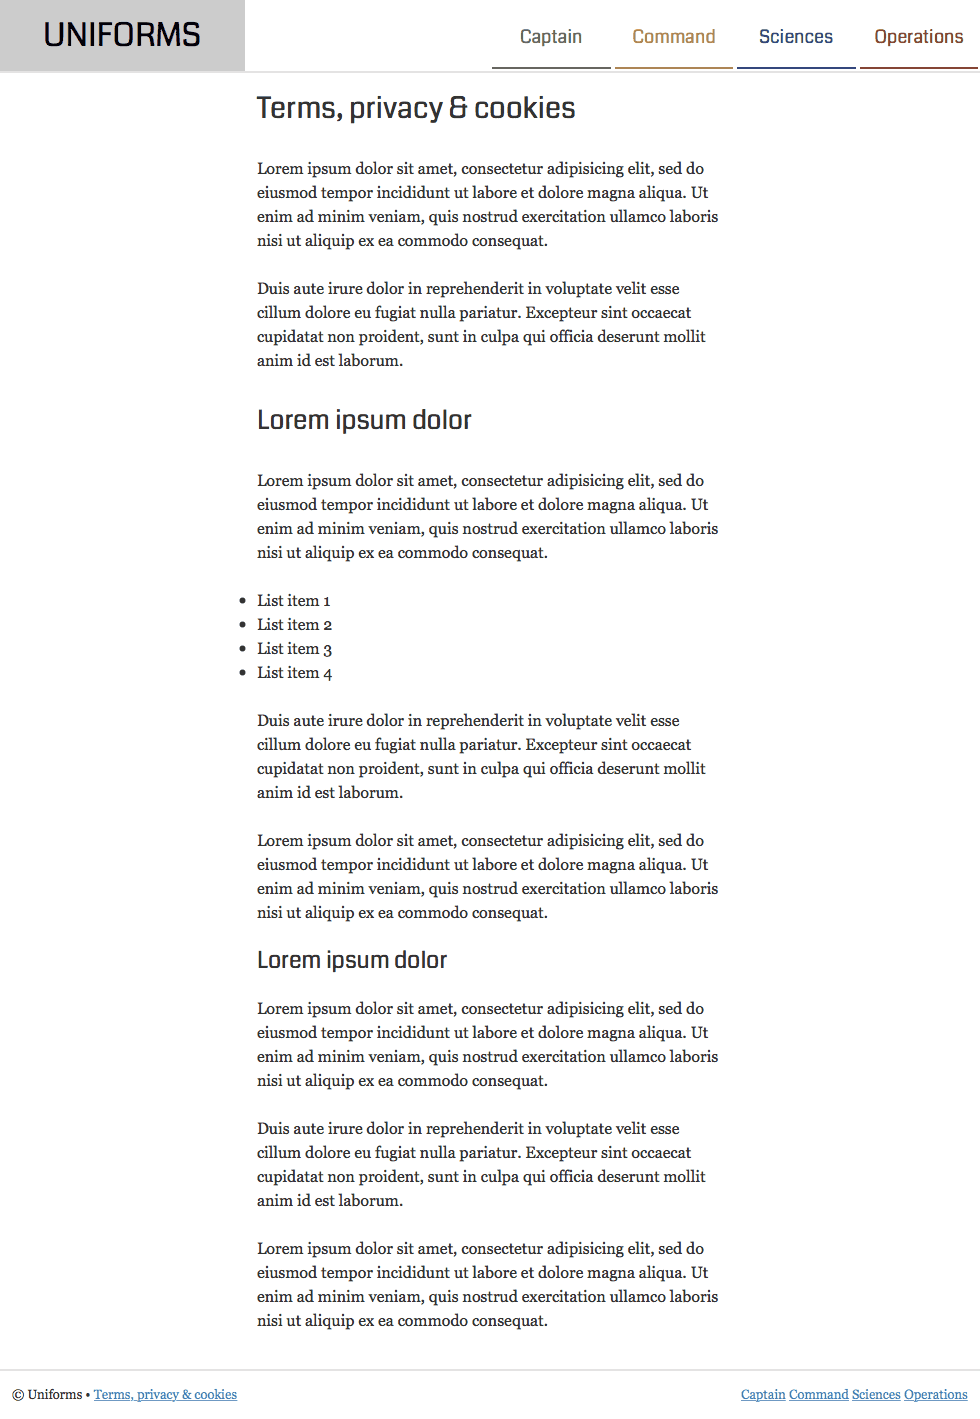 UNIFORMS
Captain Command Sciences Operations
Terms, privacy & cookies
Lorem ipsum dolor sit amet, consectetur adipisicing elit, sed do
eiusmod tempor incididunt ut labore et dolore magna aliqua. Ut
enim ad minim veniam, quis nostrud exercitation ullamco laboris
nisi ut aliquip ex ea commodo consequat.
Duis aute irure dolor in reprehenderit in voluptate velit esse
cillum dolore eu fugiat nulla pariatur. Excepteur sint occaecat
cupidatat non proident, sunt in culpa qui officia deserunt mollit
anim id est laborum.
Lorem ipsum dolor
Lorem ipsum dolor sit amet, consectetur adipisicing elit, sed do
eiusmod tempor incididunt ut labore et dolore magna aliqua. Ut
enim ad minim veniam, quis nostrud exercitation ullamco laboris
nisi ut aliquip ex ea commodo consequat.
• List item 1
• List item 2
• List item 3
• List item 4
Duis aute irure dolor in reprehenderit in voluptate velit esse
cillum dolore eu fugiat nulla pariatur. Excepteur sint occaecat
cupidatat non proident, sunt in culpa qui officia deserunt mollit
anim id est laborum.
Lorem ipsum dolor sit amet, consectetur adipisicing elit, sed do
eiusmod tempor incididunt ut labore et dolore magna aliqua. Ut
enim ad minim veniam, quis nostrud exercitation ullamco laboris
nisi ut aliquip ex ea commodo consequat.
Lorem ipsum dolor
Lorem ipsum dolor sit amet, consectetur adipisicing elit, sed do
eiusmod tempor incididunt ut labore et dolore magna aliqua. Ut
enim ad minim veniam, quis nostrud exercitation ullamco laboris
nisi ut aliquip ex ea commodo consequat.
Duis aute irure dolor in reprehenderit in voluptate velit esse
cillum dolore eu fugiat nulla pariatur. Excepteur sint occaecat
cupidatat non proident, sunt in culpa qui officia deserunt mollit
anim id est laborum.
Lorem ipsum dolor sit amet, consectetur adipisicing elit, sed do
eiusmod tempor incididunt ut labore et dolore magna aliqua. Ut
enim ad minim veniam, quis nostrud exercitation ullamco laboris
nisi ut aliquip ex ea commodo consequat.
© Uniforms • Terms, privacy & cookies
Captain Command Sciences Operations